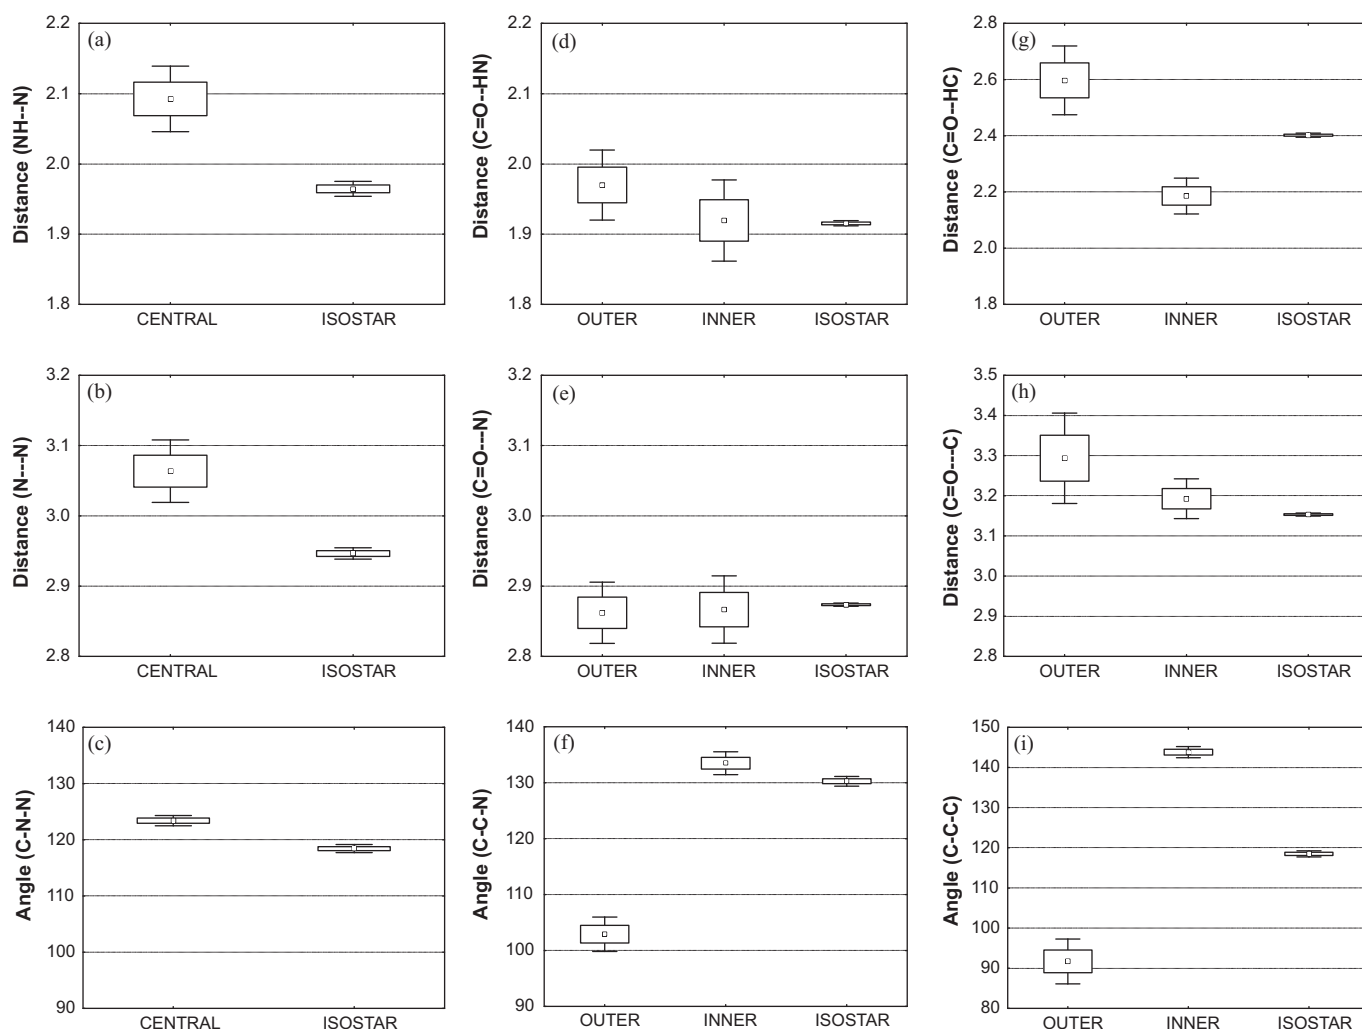 (a)
Distance (NH--N)
2.2
2.1
2.0
1.9
1.8
CENTRAL ISOSTAR
(d)
Distance (C=O--HN)
2.2
2.1
2.0
1.9
1.8
OUTER INNER ISOSTAR
(g)
Distance (C=O--HC)
2.8
2.6
2.4
2.2
2.0
1.8
OUTER INNER ISOSTAR
(b)
Distance (N---N)
3.2
3.1
3.0
2.9
2.8
CENTRAL ISOSTAR
(e)
Distance (C=O---N)
3.2
3.1
3.0
2.9
2.8
OUTER INNER ISOSTAR
(h)
Distance (C=O---C)
3.5
3.4
3.3
3.2
3.1
3.0
2.9
2.8
OUTER INNER ISOSTAR
(c)
Angle (C-N-N)
140
130
120
110
100
90
CENTRAL ISOSTAR
(f)
Angle (C-C-N)
140
130
120
110
100
90
OUTER INNER ISOSTAR
(i)
Angle (C-C-C)
150
140
130
120
110
100
90
80
OUTER INNER ISOSTAR